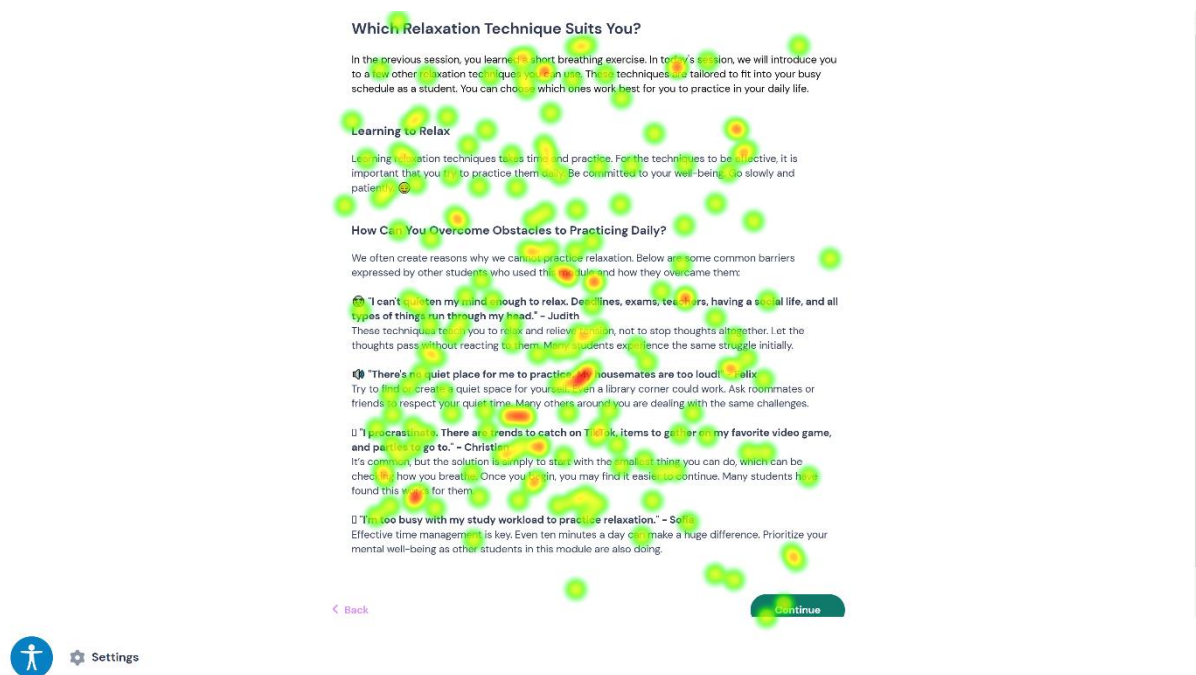 Which Relaxation Technique Suits You?
In the previous session, you learned a short breathing exercise. In today's session, we will introduce you
to a few other relaxation techniques you can use. These techniques are tailored to fit into your busy
schedule as a student. You can choose which ones work best for you to practice in your daily life.
Learning to Relax
Learning relaxation techniques takes time and practice. For the techniques to be effective, it is
important that you try to practice them daily. Be committed to your well-being. Go slowly and
patiently. 😄
How Can You Overcome Obstacles to Practicing Daily?
We often create reasons why we cannot practice relaxation. Below are some common barriers
expressed by other students who used this module and how they overcame them:
"I can't quieten my mind enough to relax. Deadlines, exams, teachers, having a social life, and all
types of things run through my head." - Judith
These techniques teach you to relax and relieve tension, not to stop thoughts altogether. Let the
thoughts pass without reacting to them. Many students experience the same struggle initially.
🔊 "There's no quiet place for me to practice. My housemates are too loud!" - Felix
Try to find or create a quiet space for yourself. Even a library corner could work. Ask roommates or
friends to respect your quiet time. Many others around you are dealing with the same challenges.
▯ "I procrastinate. There are trends to catch on TikTok, items to gather on my favorite video game,
and parties to go to." - Christian
It's common, but the solution is simply to start with the smallest thing you can do, which can be
checking how you breathe. Once you begin, you may find it easier to continue. Many students have
found this works for them.
▯ "I'm too busy with my study workload to practice relaxation." - Sofia
Effective time management is key. Even ten minutes a day can make a huge difference. Prioritize your
mental well-being as other students in this module are also doing.
Back
Continue
Settings